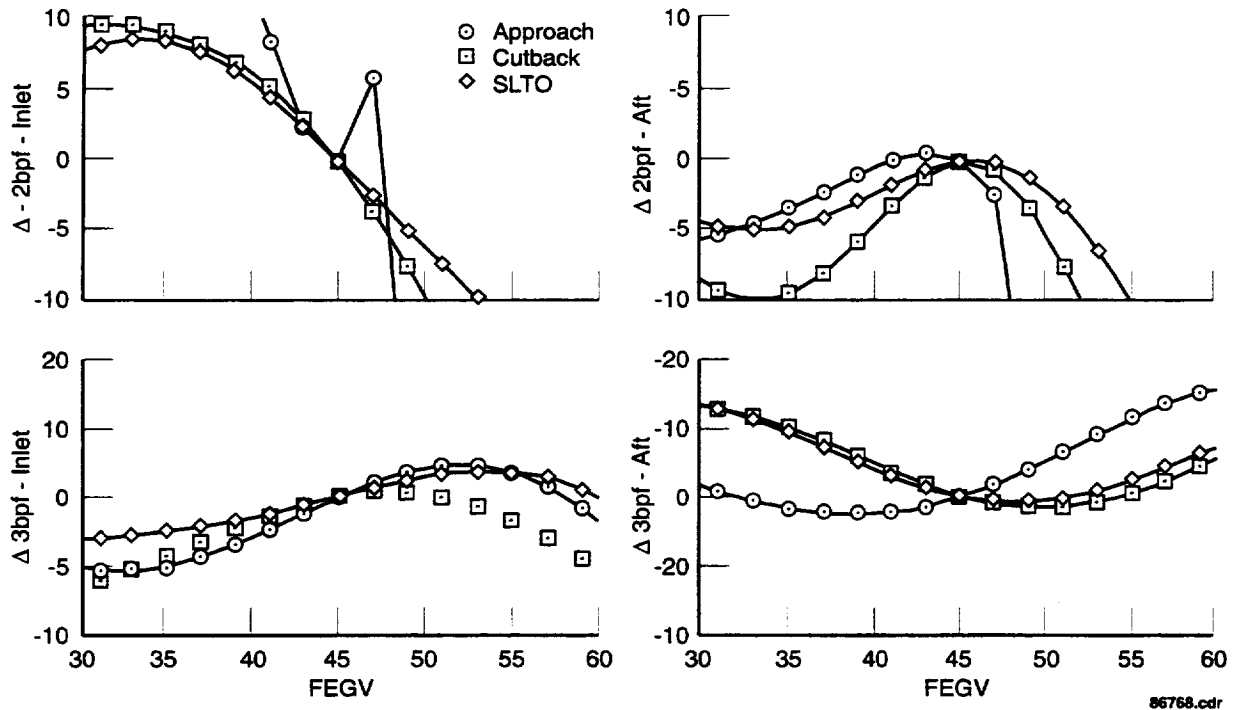 10
5
0
-5
-10
Δ - 2bpf - Inlet
Approach
Cutback
SLTO
10
-5
0
-5
-10
Δ 2bpf - Aft
20
10
0
-5
-10
Δ 3bpf - Inlet
30 35 40 45 50 55 60
FEGV
-20
-10
0
-20
-10
Δ 3bpf - Aft
30 35 40 45 50 55 60
FEGV
86768.cdr